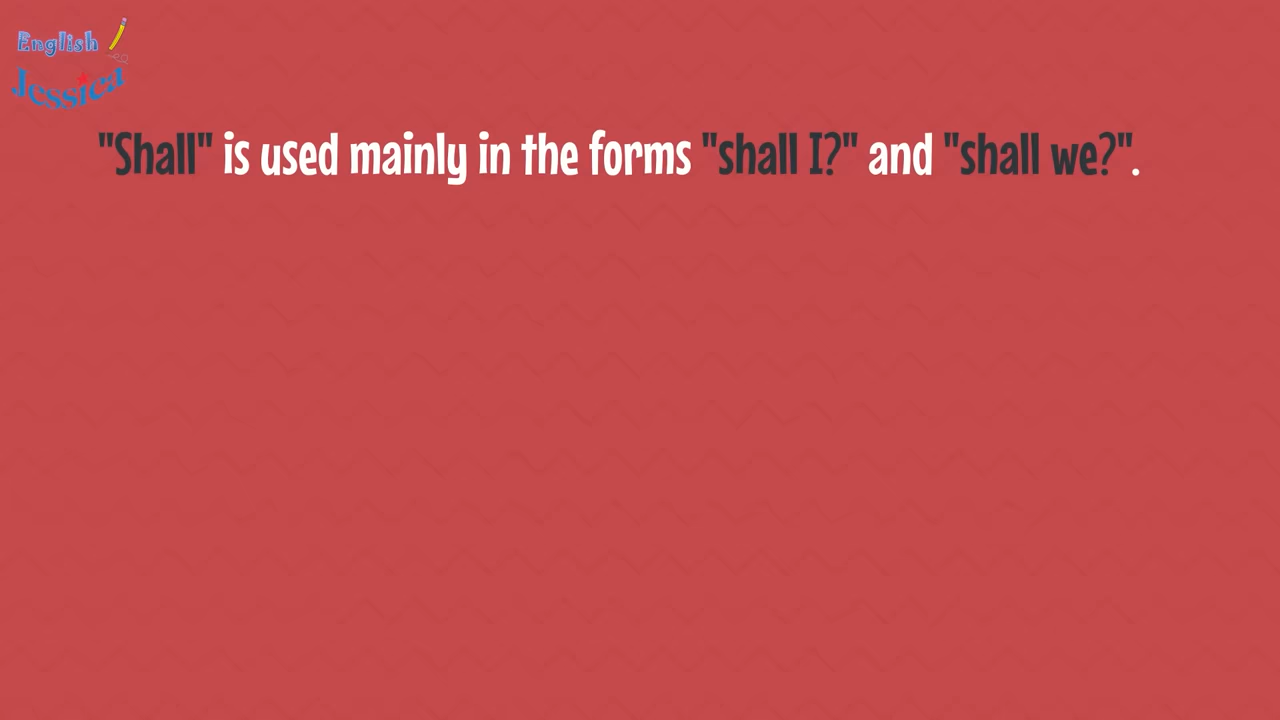 English
Jessica
"Shall" is used mainly in the forms "shall I?" and "shall we?".